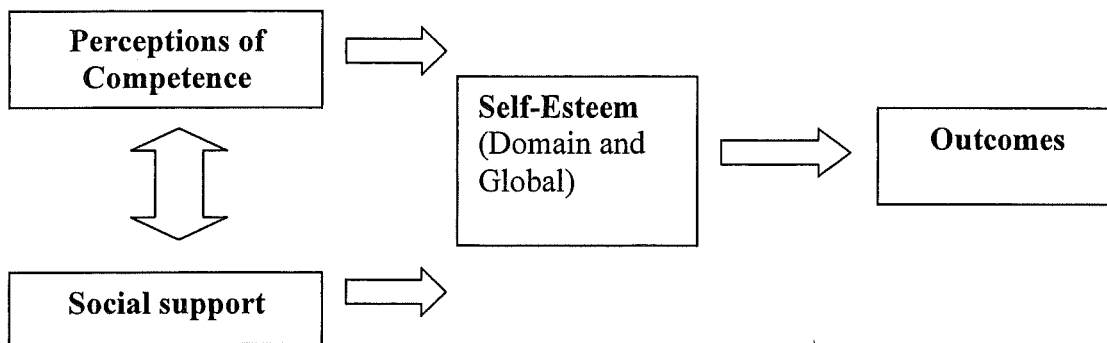 Perceptions of
Competence
Self-Esteem
(Domain and
Global)
Outcomes
Social support